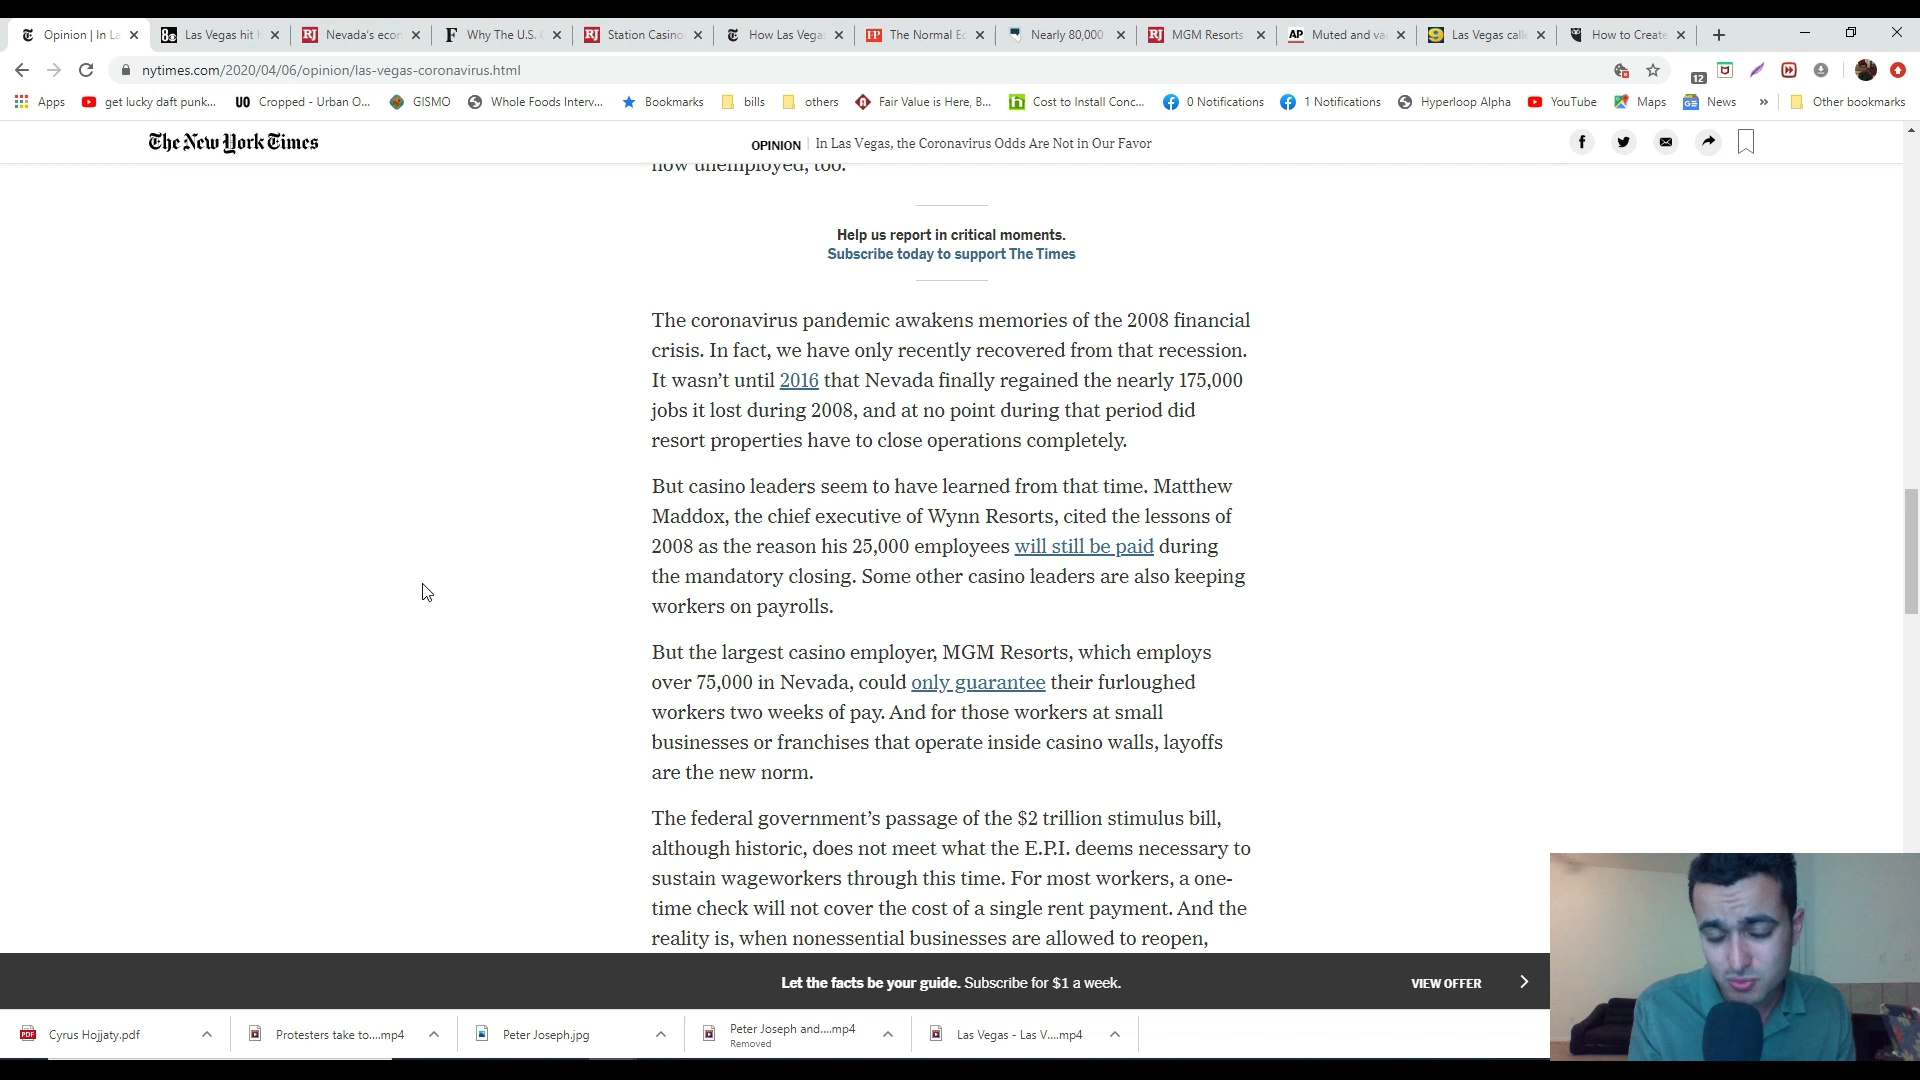 Opinion | In La
Las Vegas hit h
Nevada's econ
Why The U.S. C
Station Casino
How Las Vegas
The Normal Ec
Nearly 80,000
MGM Resorts
Muted and va
Las Vegas calle
How to Create
nytimes.com/2020/04/06/opinion/las-vegas-coronavirus.html
12
Apps
get lucky daft punk...
UO Cropped - Urban O...
GISMO
Whole Foods Interv...
Bookmarks
bills
others
Fair Value is Here, B...
Cost to Install Conc...
0 Notifications
1 Notifications
Hyperloop Alpha
YouTube
Maps
News
»
Other bookmarks
The New York Times
OPINION | In Las Vegas, the Coronavirus Odds Are Not in Our Favor
now unemployed, too.
Help us report in critical moments.
Subscribe today to support The Times
The coronavirus pandemic awakens memories of the 2008 financial
crisis. In fact, we have only recently recovered from that recession.
It wasn’t until 2016 that Nevada finally regained the nearly 175,000
jobs it lost during 2008, and at no point during that period did
resort properties have to close operations completely.
But casino leaders seem to have learned from that time. Matthew
Maddox, the chief executive of Wynn Resorts, cited the lessons of
2008 as the reason his 25,000 employees will still be paid during
the mandatory closing. Some other casino leaders are also keeping
workers on payrolls.
But the largest casino employer, MGM Resorts, which employs
over 75,000 in Nevada, could only guarantee their furloughed
workers two weeks of pay. And for those workers at small
businesses or franchises that operate inside casino walls, layoffs
are the new norm.
The federal government’s passage of the $2 trillion stimulus bill,
although historic, does not meet what the E.P.I. deems necessary to
sustain wageworkers through this time. For most workers, a one-
time check will not cover the cost of a single rent payment. And the
reality is, when nonessential businesses are allowed to reopen,
Let the facts be your guide. Subscribe for $1 a week.
VIEW OFFER
Cyrus Hojjaty.pdf
Protesters take to....mp4
Peter Joseph.jpg
Peter Joseph and....mp4
Removed
Las Vegas - Las V....mp4